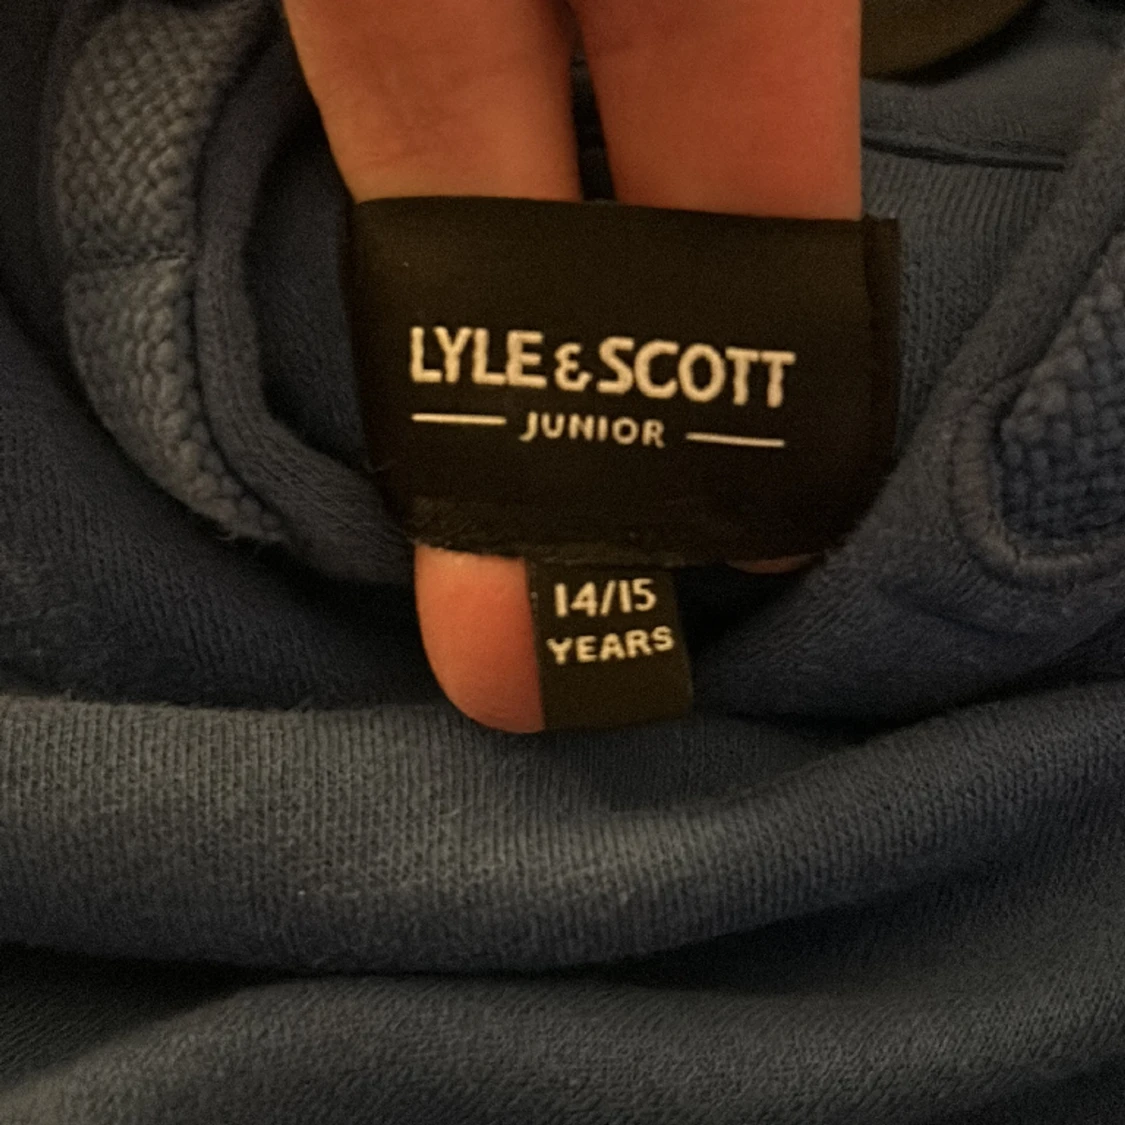 LYLE & SCOTT
JUNIOR
14/15
YEARS